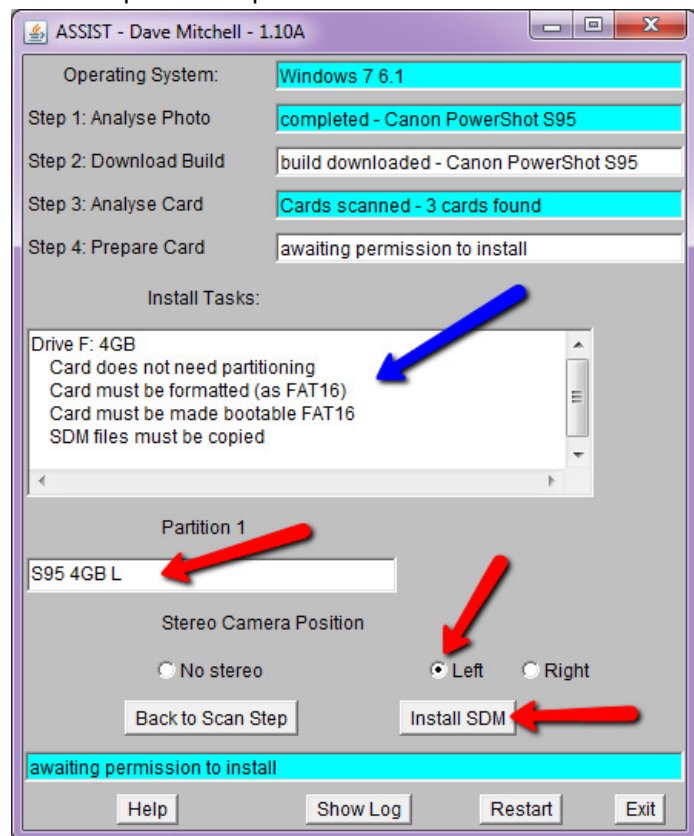 ASSIST - Dave Mitchell - 1.10A
Operating System: Windows 7 6.1
Step 1: Analyse Photo completed - Canon PowerShot S95
Step 2: Download Build build downloaded - Canon PowerShot S95
Step 3: Analyse Card Cards scanned - 3 cards found
Step 4: Prepare Card awaiting permission to install
Install Tasks:
Drive F: 4GB
Card does not need partitioning
Card must be formatted (as FAT16)
Card must be made bootable FAT16
SDM files must be copied
Partition 1
S95 4GB L
Stereo Camera Position
No stereo Left Right
Back to Scan Step Install SDM
awaiting permission to install
Help Show Log Restart Exit